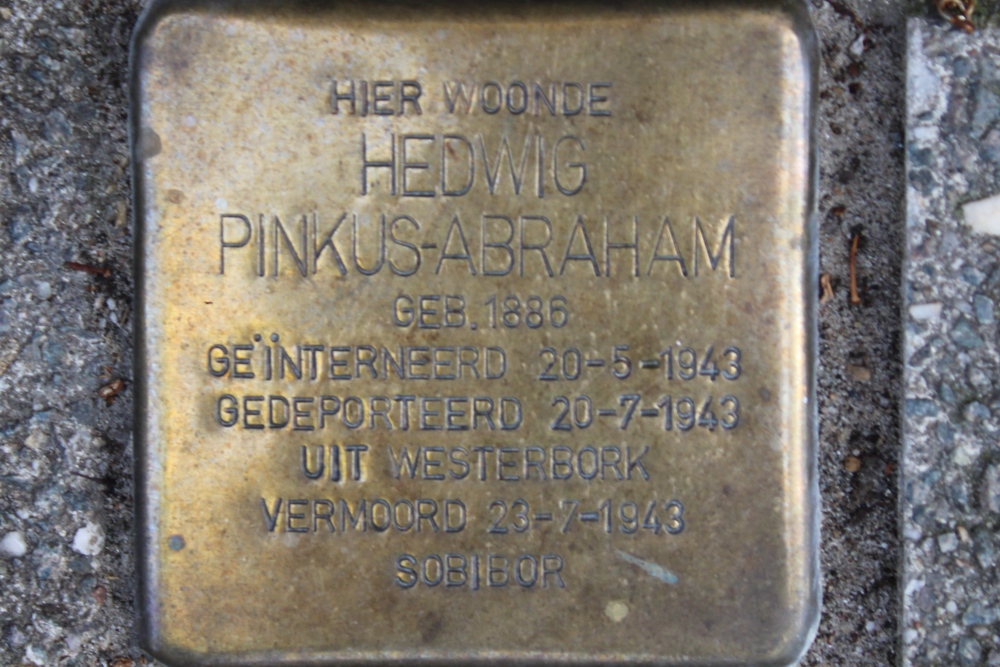 HIER WOONDE
HEDWIG
PINKUS-ABRAHAM
GEB. 1886
GEÏNTERNEERD 20-5-1943
GEDEPORTEERD 20-7-1943
UIT WESTERBORK
VERMOORD 23-7-1943
SOBIBOR